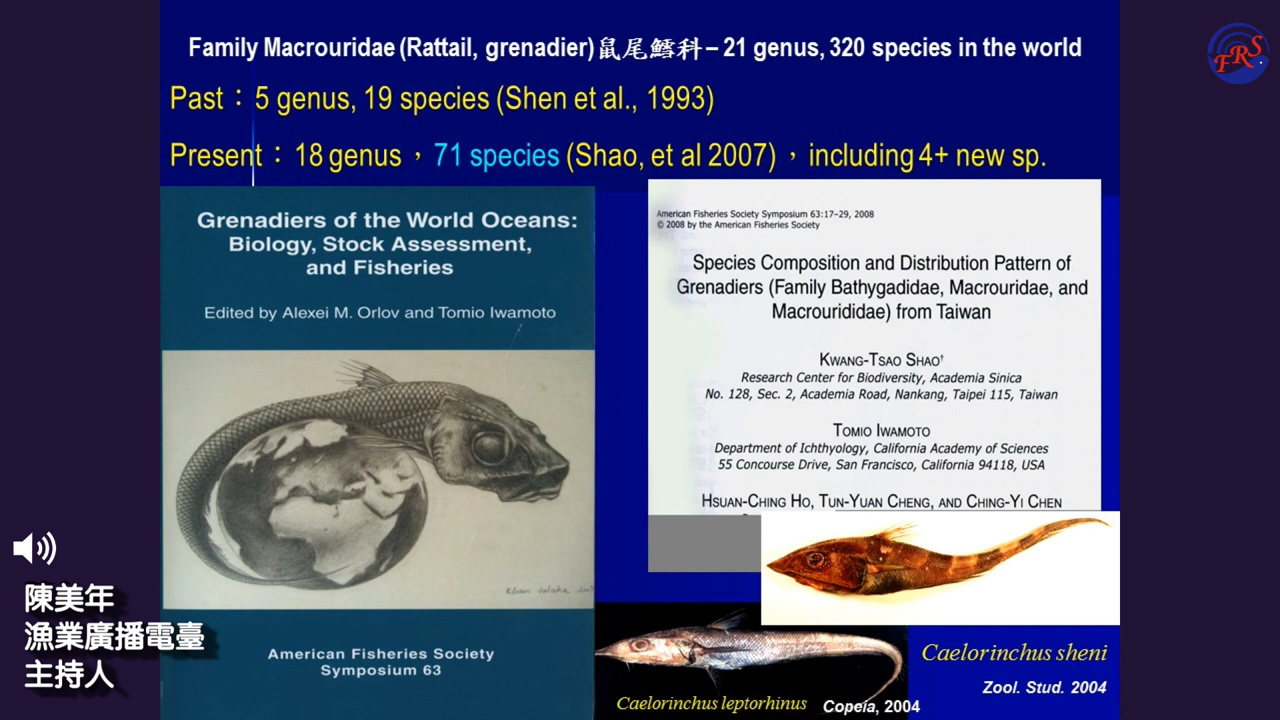 Family Macrouridae (Rattail, grenadier)鼠尾鱈科 – 21 genus, 320 species in the world
FRS
Past：5 genus, 19 species (Shen et al., 1993)
Present：18 genus，71 species (Shao, et al 2007)，including 4+ new sp.
Grenadiers of the World Oceans:
Biology, Stock Assessment,
and Fisheries
Edited by Alexei M. Orlov and Tomio Iwamoto
American Fisheries Society
Symposium 63
American Fisheries Society Symposium 63:17–29, 2008
© 2008 by the American Fisheries Society
Species Composition and Distribution Pattern of
Grenadiers (Family Bathygadidae, Macrouridae, and
Macrourididae) from Taiwan
Kwang-Tsao Shao†
Research Center for Biodiversity, Academia Sinica
No. 128, Sec. 2, Academia Road, Nankang, Taipei 115, Taiwan
Tomio Iwamoto
Department of Ichthyology, California Academy of Sciences
55 Concourse Drive, San Francisco, California 94118, USA
Hsuan-Ching Ho, Tun-Yuan Cheng, and Ching-Yi Chen
Caelorinchus sheni
Zool. Stud. 2004
Caelorinchus leptorhinus
Copeia, 2004
陳美年
漁業廣播電臺
主持人